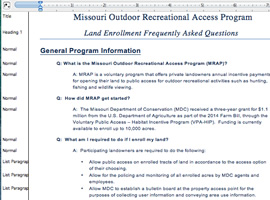 Title
Missouri Outdoor Recreational Access Program
Heading 1
Land Enrollment Frequently Asked Questions
Normal
General Program Information
Normal
Q: What is the Missouri Outdoor Recreational Access Program (MRAP)?
Normal
A: MRAP is a voluntary program that offers private landowners annual incentive payments
for opening their land to public access for outdoor recreational activities such as hunting,
fishing and wildlife viewing.
Normal
Q: How did MRAP get started?
Normal
A: The Missouri Department of Conservation (MDC) received a three-grant for $1.1
million from the U.S. Department of Agriculture as part of the 2014 Farm Bill, through the
Voluntary Public Access – Habitat Incentive Program (VPA-HIP). Funding is currently
available to enroll up to 10,000 acres.
Normal
Q: What am I required to do if I enroll my land?
Normal
A: Participating landowners are required to do the following:
List Paragrap
• Allow public access on enrolled tracts of land in accordance to the access option
of their choosing.
List Paragrap
• Allow for the policing and monitoring of all enrolled acres by MDC agents and
employees.
List Paragrap
• Allow MDC to establish a bulletin board at the property access point for the
purposes of collecting user information and conveying area use information.